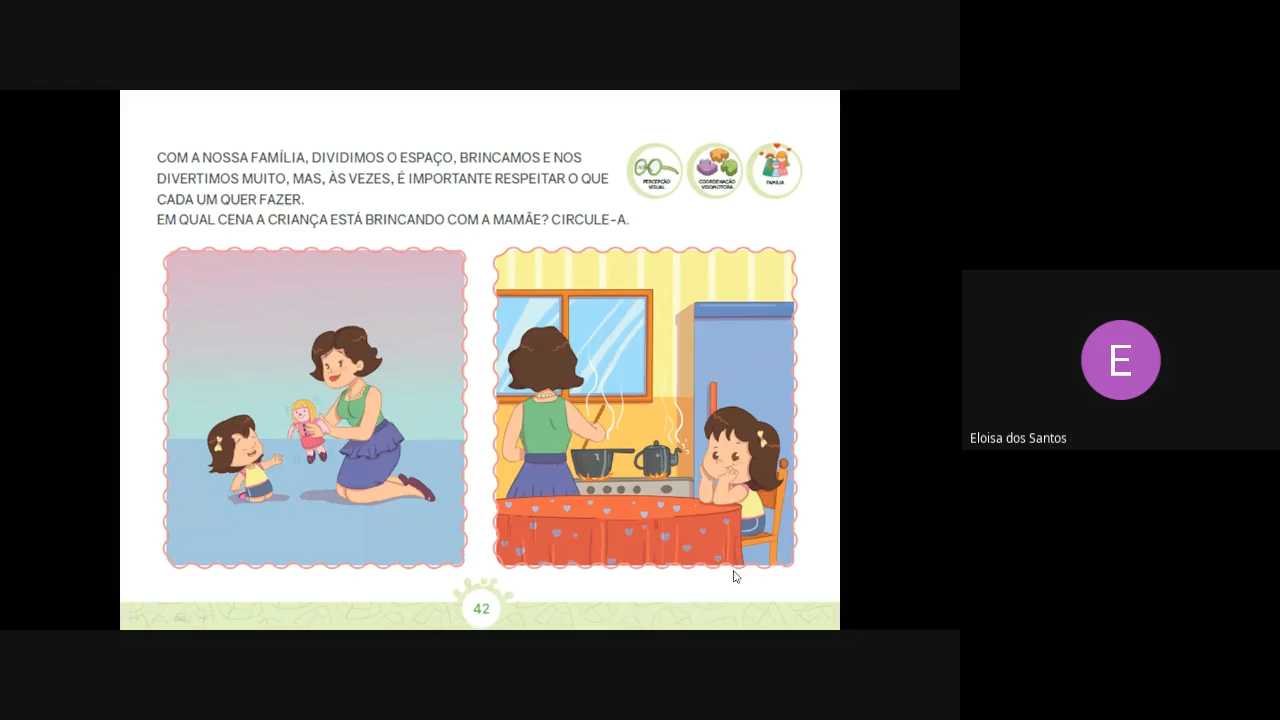 COM A NOSSA FAMÍLIA, DIVIDIMOS O ESPAÇO, BRINCAMOS E NOS
DIVERTIMOS MUITO, MAS, ÀS VEZES, É IMPORTANTE RESPEITAR O QUE
CADA UM QUER FAZER.
EM QUAL CENA A CRIANÇA ESTÁ BRINCANDO COM A MAMÃE? CIRCULE-A.
PERCEPÇÃO
VISUAL
COORDENAÇÃO
VISOMOTORA
FAMÍLIA
42
E
Eloisa dos Santos